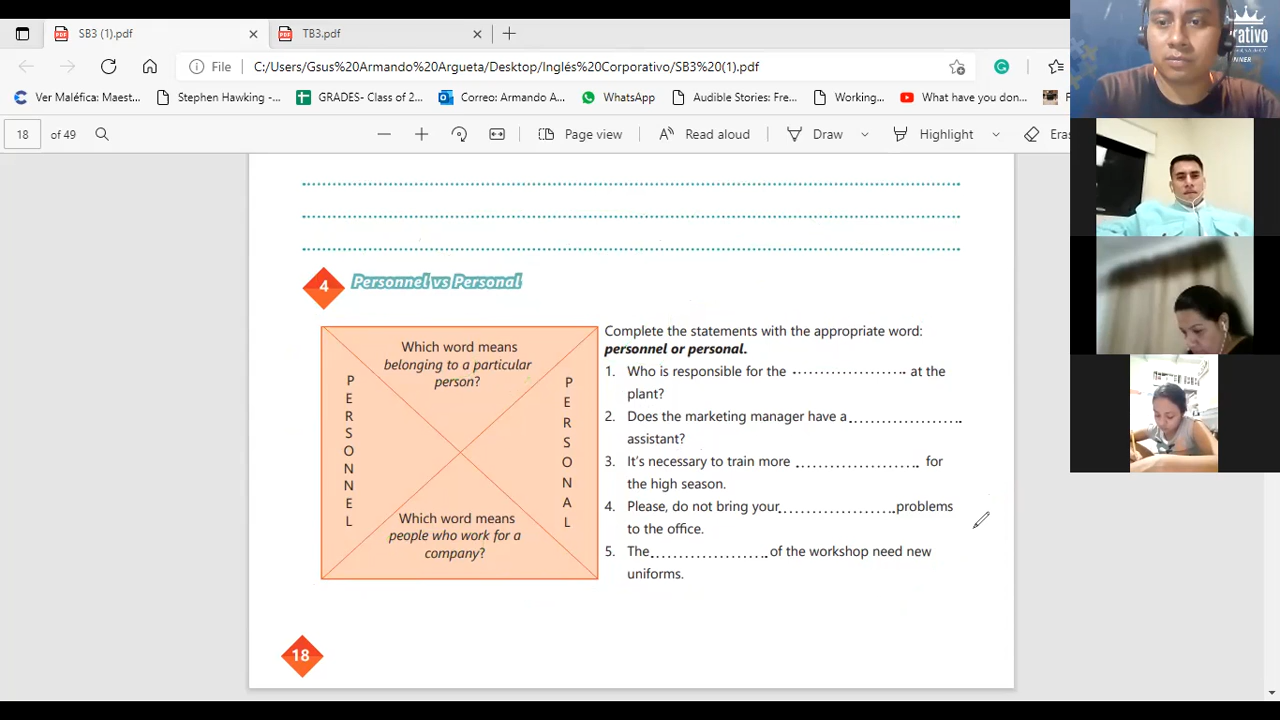 SB3 (1).pdf
TB3.pdf
File C:/Users/Gsus%20Armando%20Argueta/Desktop/Inglés%20Corporativo/SB3%20(1).pdf
Ver Maléfica: Maest...
Stephen Hawking -...
GRADES- Class of 2...
Correo: Armando A...
WhatsApp
Audible Stories: Fre...
Working...
What have you don...
18 of 49
Page view
Read aloud
Draw
Highlight
Eras
4 Personnel vs Personal
Which word means
belonging to a particular
person?
PERSONNEL
PERSONAL
Which word means
people who work for a
company?
Complete the statements with the appropriate word:
personnel or personal.
1. Who is responsible for the .................... at the
plant?
2. Does the marketing manager have a....................
assistant?
3. It's necessary to train more .................... for
the high season.
4. Please, do not bring your....................problems
to the office.
5. The....................of the workshop need new
uniforms.
18
rativo
NNER